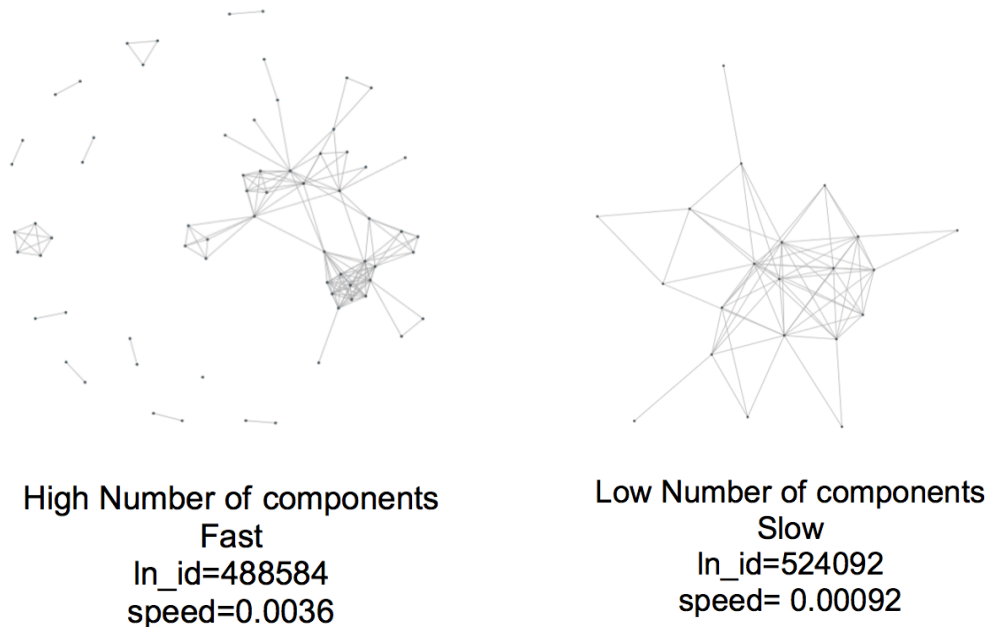 High Number of components
Fast
ln_id=488584
speed=0.0036
Low Number of components
Slow
ln_id=524092
speed= 0.00092